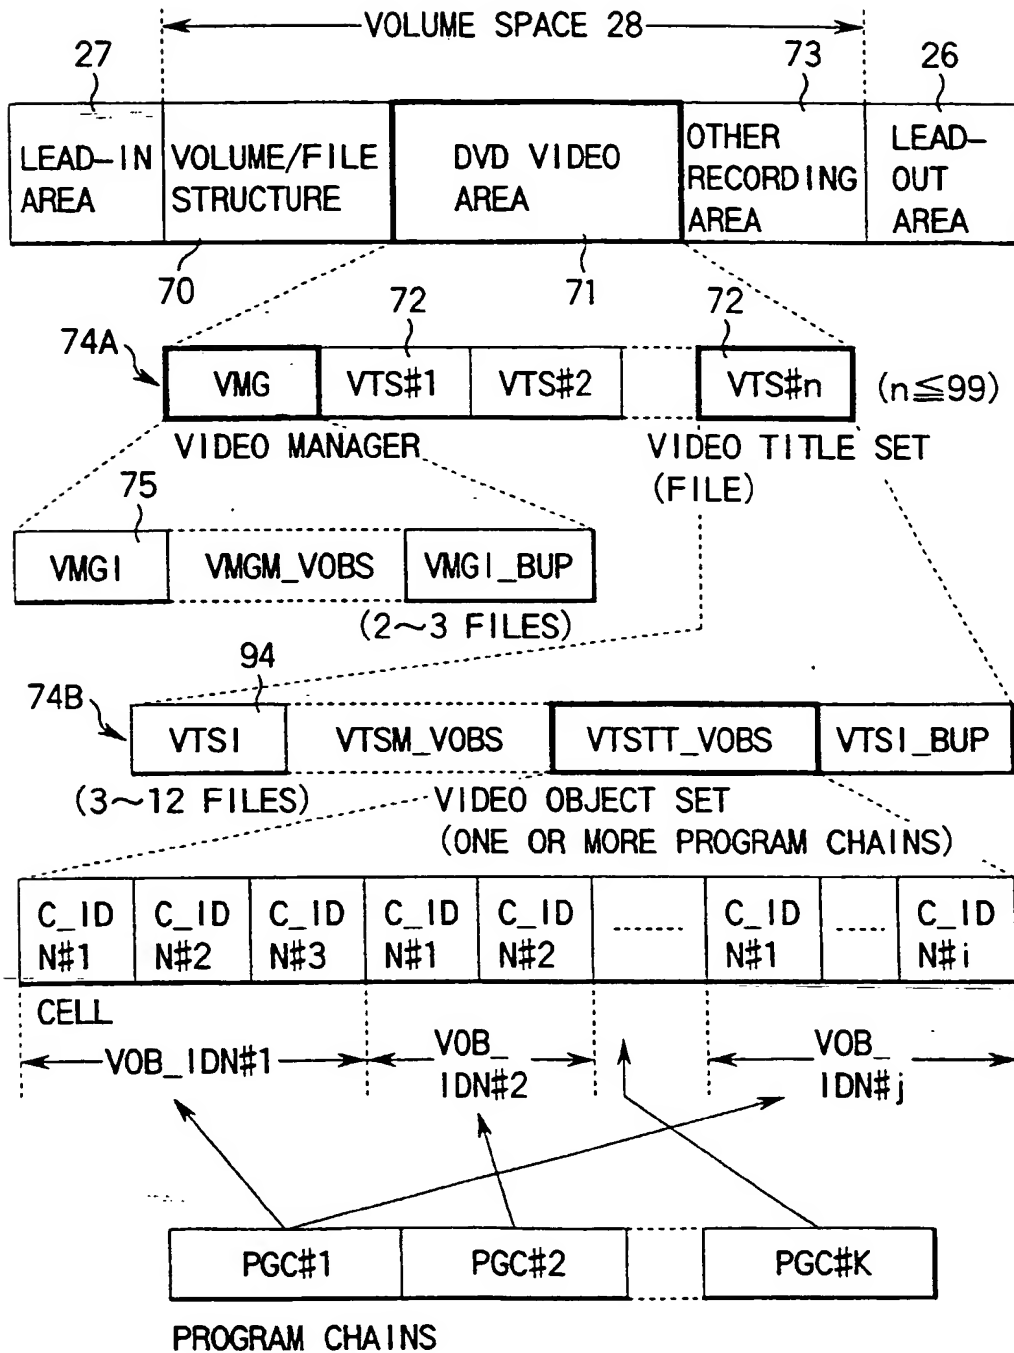 VOLUME SPACE 28
27
73
26
LEAD-IN AREA
VOLUME/FILE STRUCTURE
DVD VIDEO AREA
OTHER RECORDING AREA
LEAD-OUT AREA
70
71
72
72
74A
VMG
VTS#1
VTS#2
VTS#n
(n≦99)
VIDEO MANAGER
VIDEO TITLE SET
(FILE)
75
VMGI
VMGM_VOBS
VMGI_BUP
(2~3 FILES)
94
74B
VTSI
VTSM_VOBS
VTSTT_VOBS
VTSI_BUP
(3~12 FILES)
VIDEO OBJECT SET
(ONE OR MORE PROGRAM CHAINS)
C_ID N#1
C_ID N#2
C_ID N#3
C_ID N#1
C_ID N#2
C_ID N#1
C_ID N#i
CELL
VOB_IDN#1
VOB_IDN#2
VOB_IDN#j
PGC#1
PGC#2
PGC#K
PROGRAM CHAINS